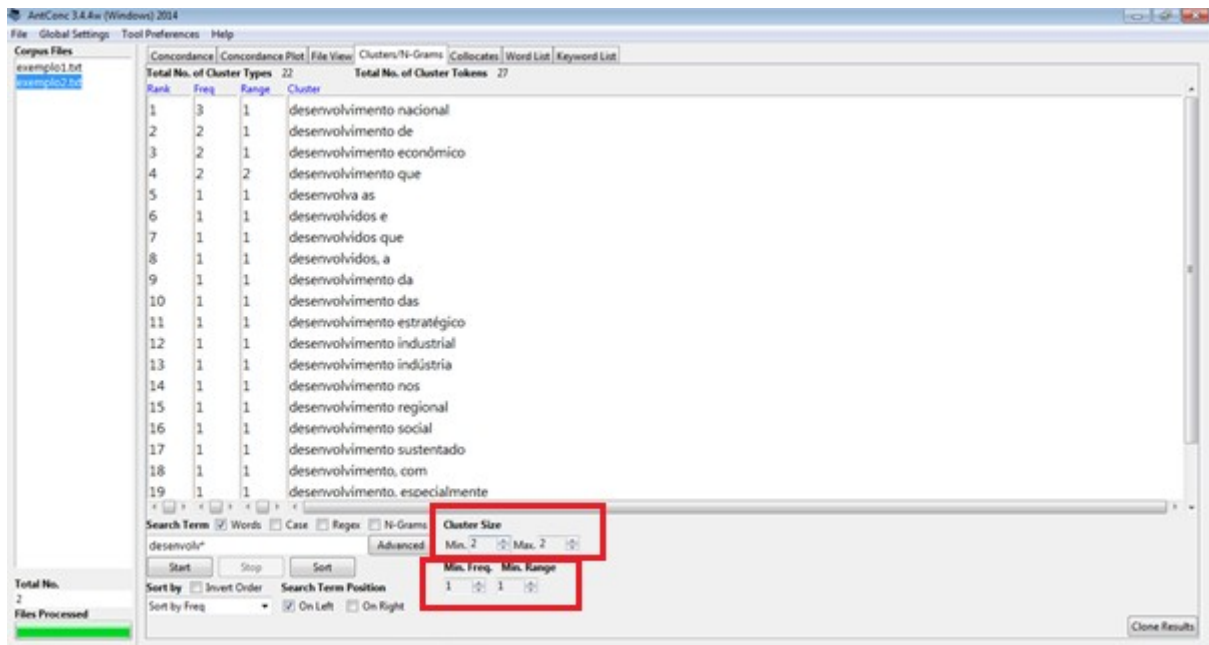 AntConc 3.4.4w (Windows) 2014
File Global Settings Tool Preferences Help
Corpus Files
exemplo1.txt
exemplo2.txt
Concordance Concordance Plot File View Clusters/N-Grams Collocates Word List Keyword List
Total No. of Cluster Types 22 Total No. of Cluster Tokens 27
Rank Freq Range Cluster
1 3 1 desenvolvimento nacional
2 2 1 desenvolvimento de
3 2 1 desenvolvimento econômico
4 2 2 desenvolvimento que
5 1 1 desenvolva as
6 1 1 desenvolvidos e
7 1 1 desenvolvidos que
8 1 1 desenvolvidos, a
9 1 1 desenvolvimento da
10 1 1 desenvolvimento das
11 1 1 desenvolvimento estratégico
12 1 1 desenvolvimento industrial
13 1 1 desenvolvimento indústria
14 1 1 desenvolvimento nos
15 1 1 desenvolvimento regional
16 1 1 desenvolvimento social
17 1 1 desenvolvimento sustentado
18 1 1 desenvolvimento, com
19 1 1 desenvolvimento, especialmente
Search Term Words Case Regex N-Grams Cluster Size
desenvolv* Advanced Min. 2 Max. 2
Start Stop Sort Min. Freq. Min. Range
Sort by Invert Order Search Term Position 1 1
Sort by Freq On Left On Right
Total No.
2
Files Processed
Clone Results